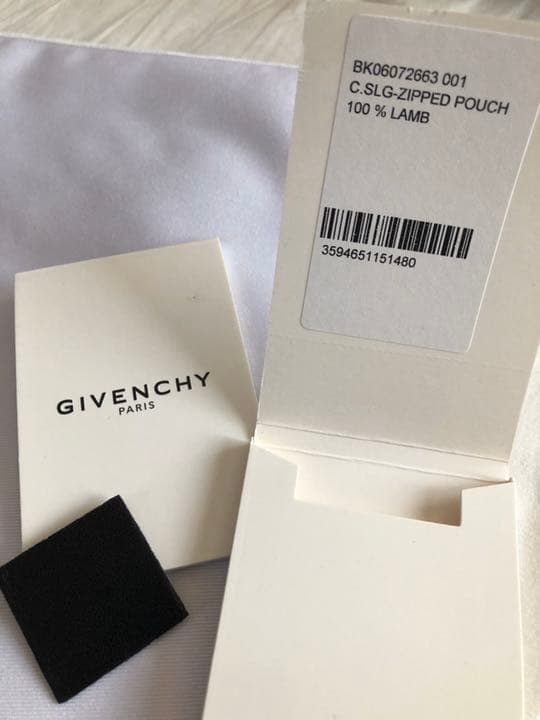 BK06072663 001
C.SLG-ZIPPED POUCH
100 % LAMB
3594651151480
GIVENCHY
PARIS